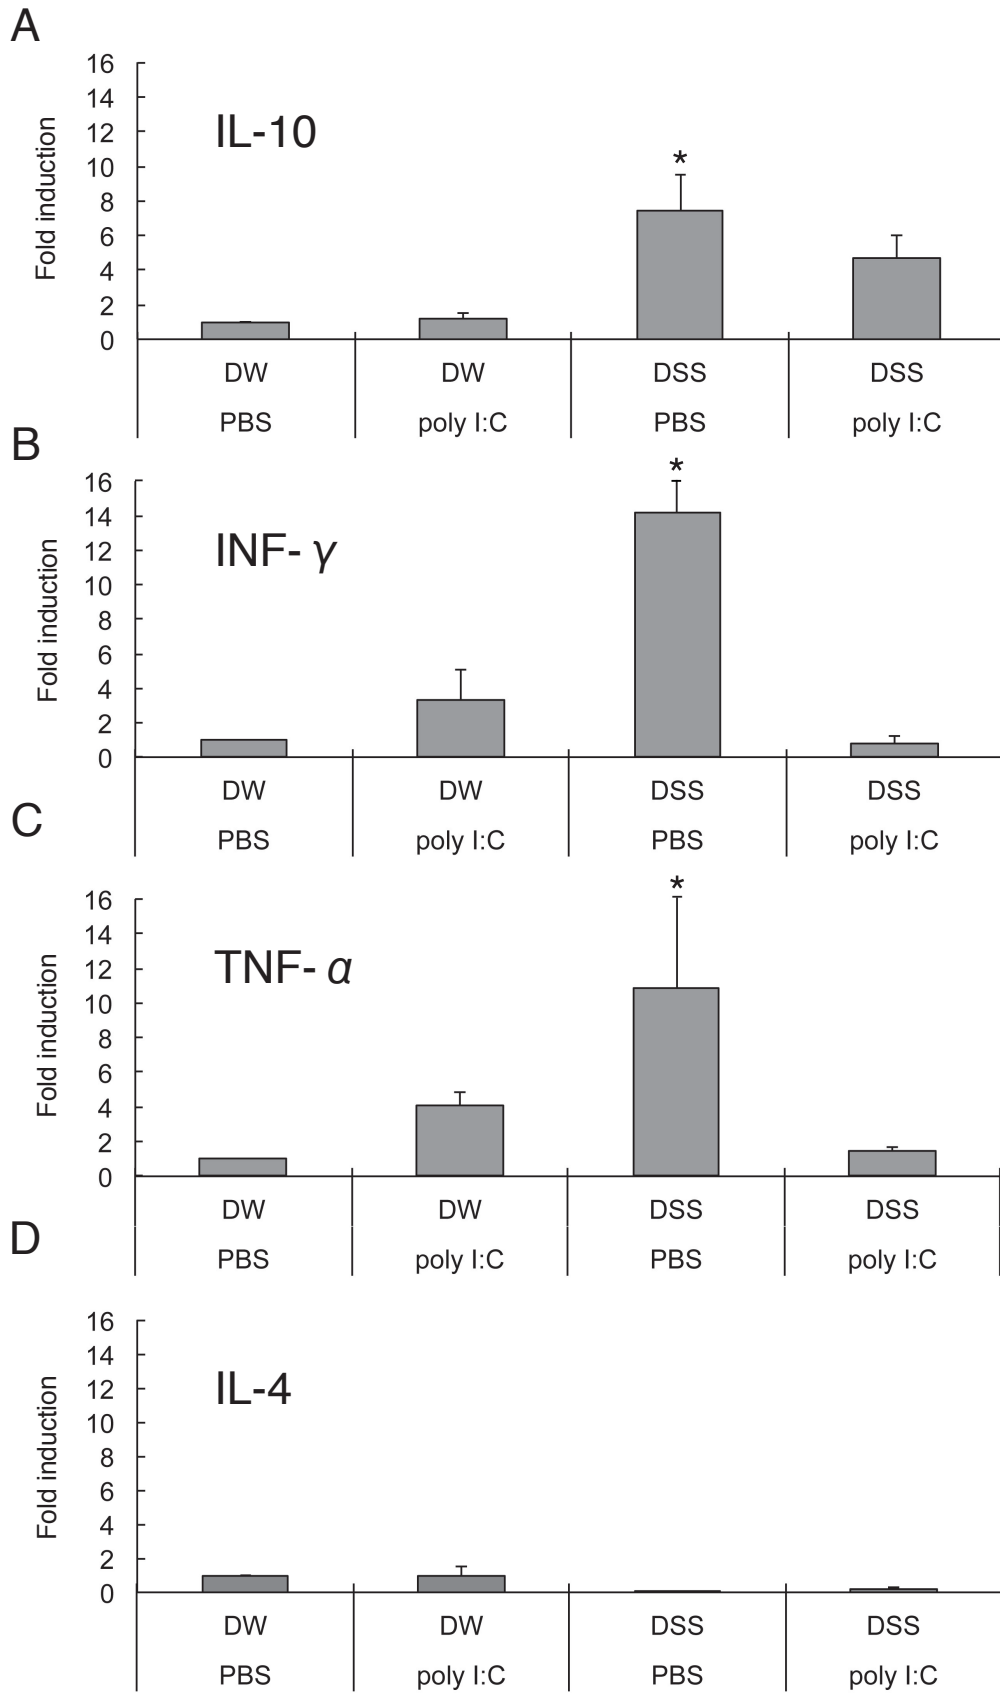 A
16
14
12
10
8
6
4
2
0
Fold induction
IL-10
*
DW DW DSS DSS
PBS poly I:C PBS poly I:C
B
16
14
12
10
8
6
4
2
0
Fold induction
INF- γ
*
DW DW DSS DSS
PBS poly I:C PBS poly I:C
C
16
14
12
10
8
6
4
2
0
Fold induction
TNF- α
*
DW DW DSS DSS
PBS poly I:C PBS poly I:C
D
16
14
12
10
8
6
4
2
0
Fold induction
IL-4
DW DW DSS DSS
PBS poly I:C PBS poly I:C